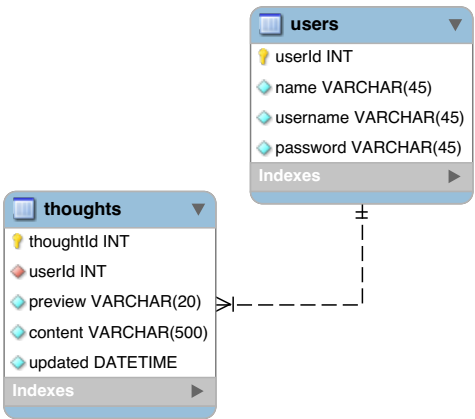 users
userId INT
name VARCHAR(45)
username VARCHAR(45)
password VARCHAR(45)
Indexes
thoughts
thoughtId INT
userId INT
preview VARCHAR(20)
content VARCHAR(500)
updated DATETIME
Indexes